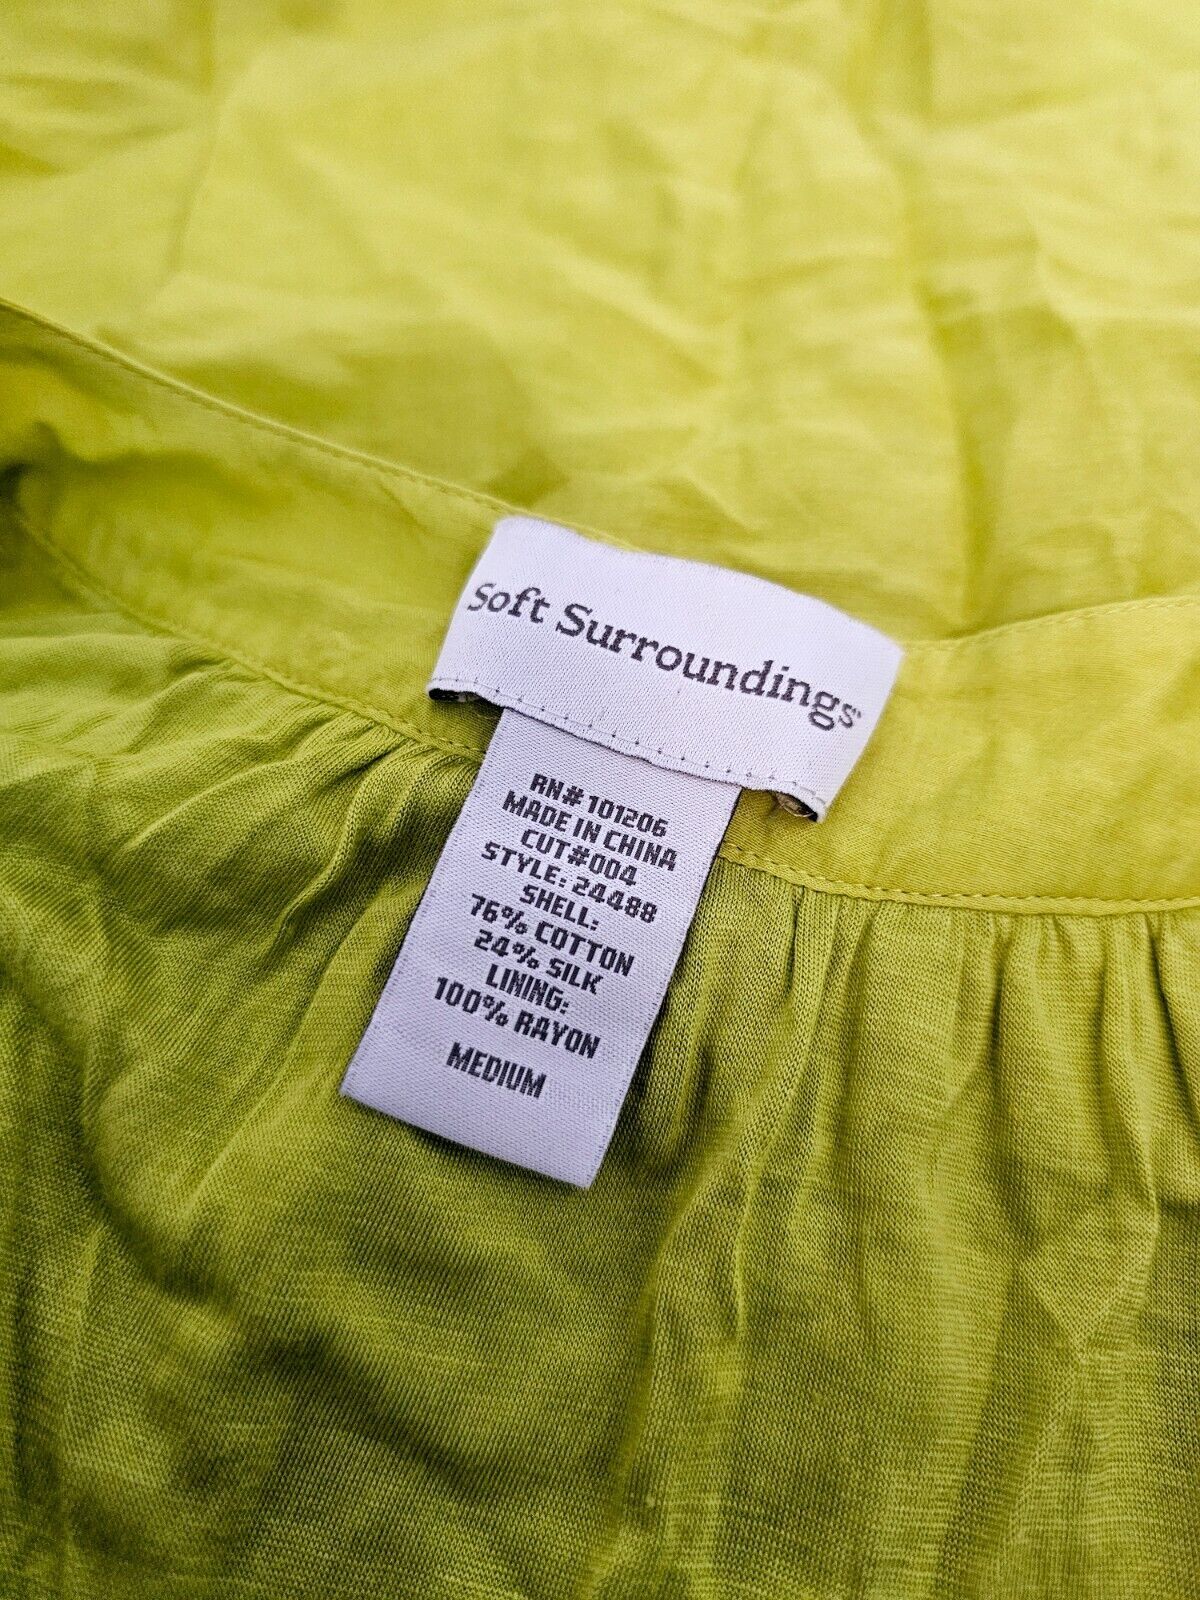 Soft Surroundings
RN# 101206
MADE IN CHINA
CUT#004
STYLE: 24488
SHELL:
76% COTTON
24% SILK
LINING:
100% RAYON
MEDIUM